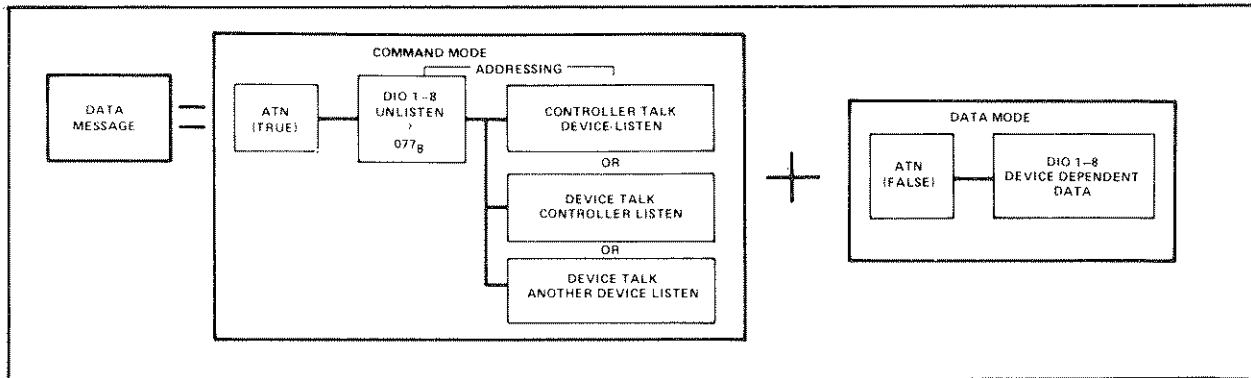 DATA
MESSAGE
=
COMMAND MODE
ADDRESSING
ATN
(TRUE)
DIO 1–8
UNLISTEN
›
077B
CONTROLLER TALK
DEVICE-LISTEN
OR
DEVICE TALK
CONTROLLER LISTEN
OR
DEVICE TALK
ANOTHER DEVICE LISTEN
+
DATA MODE
ATN
(FALSE)
DIO 1–8
DEVICE DEPENDENT
DATA